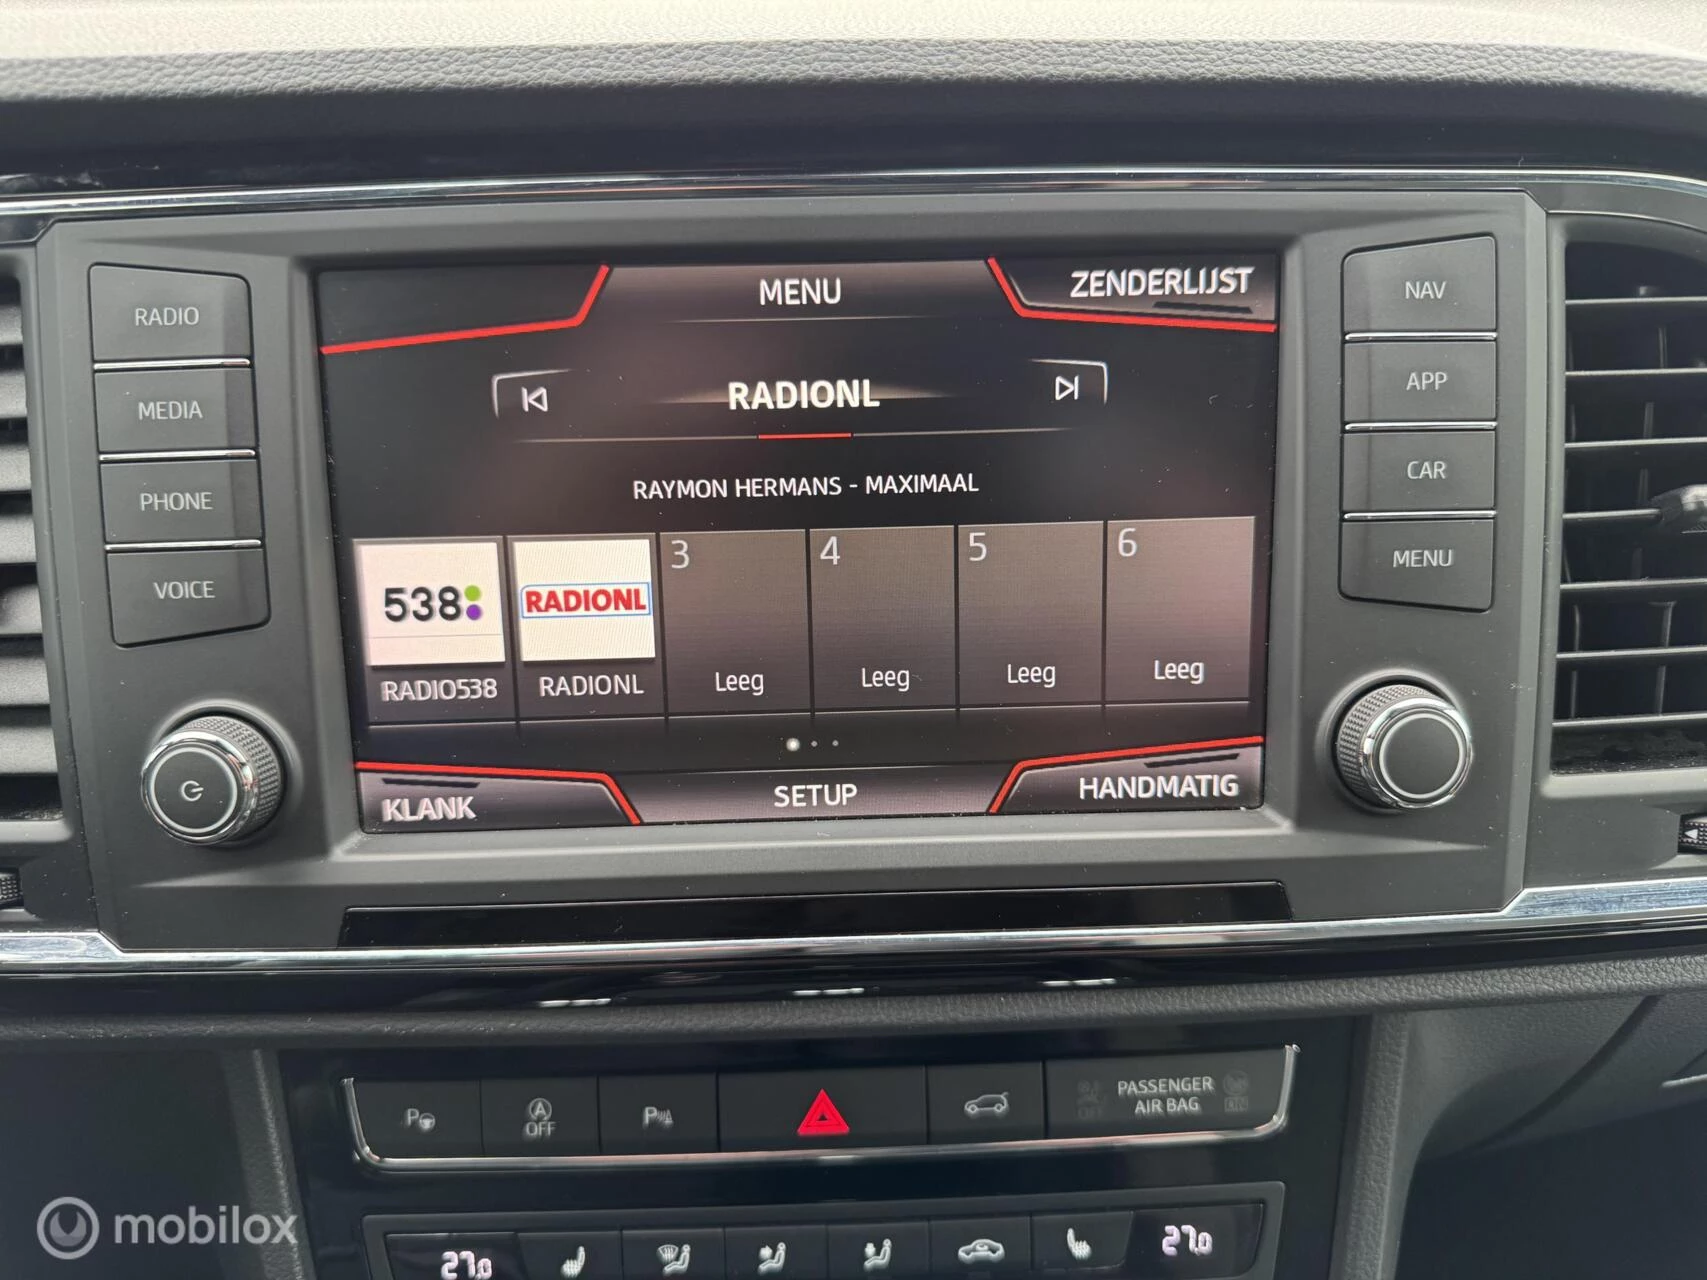 MENU
ZENDERLIJST
RADIO
NAV
RADIONL
MEDIA
APP
RAYMON HERMANS - MAXIMAAL
PHONE
CAR
3
4
5
6
538
RADIONL
VOICE
MENU
RADIO538
RADIONL
Leeg
Leeg
Leeg
Leeg
KLANK
SETUP
HANDMATIG
P
A
OFF
P
OFF
PASSENGER
AIR BAG
ON
mobilox
27.0
27.0